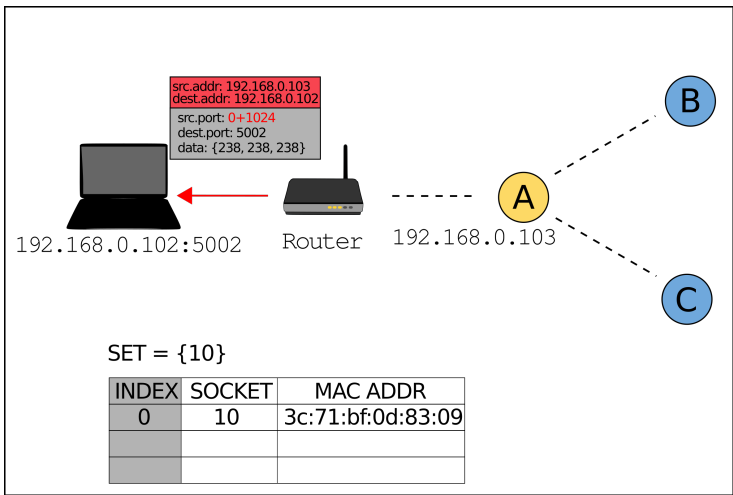 src.addr: 192.168.0.103
dest.addr: 192.168.0.102
src.port: 0+1024
dest.port: 5002
data: {238, 238, 238}
B
A
192.168.0.102:5002
Router
192.168.0.103
C
SET = {10}
INDEX SOCKET MAC ADDR
0 10 3c:71:bf:0d:83:09